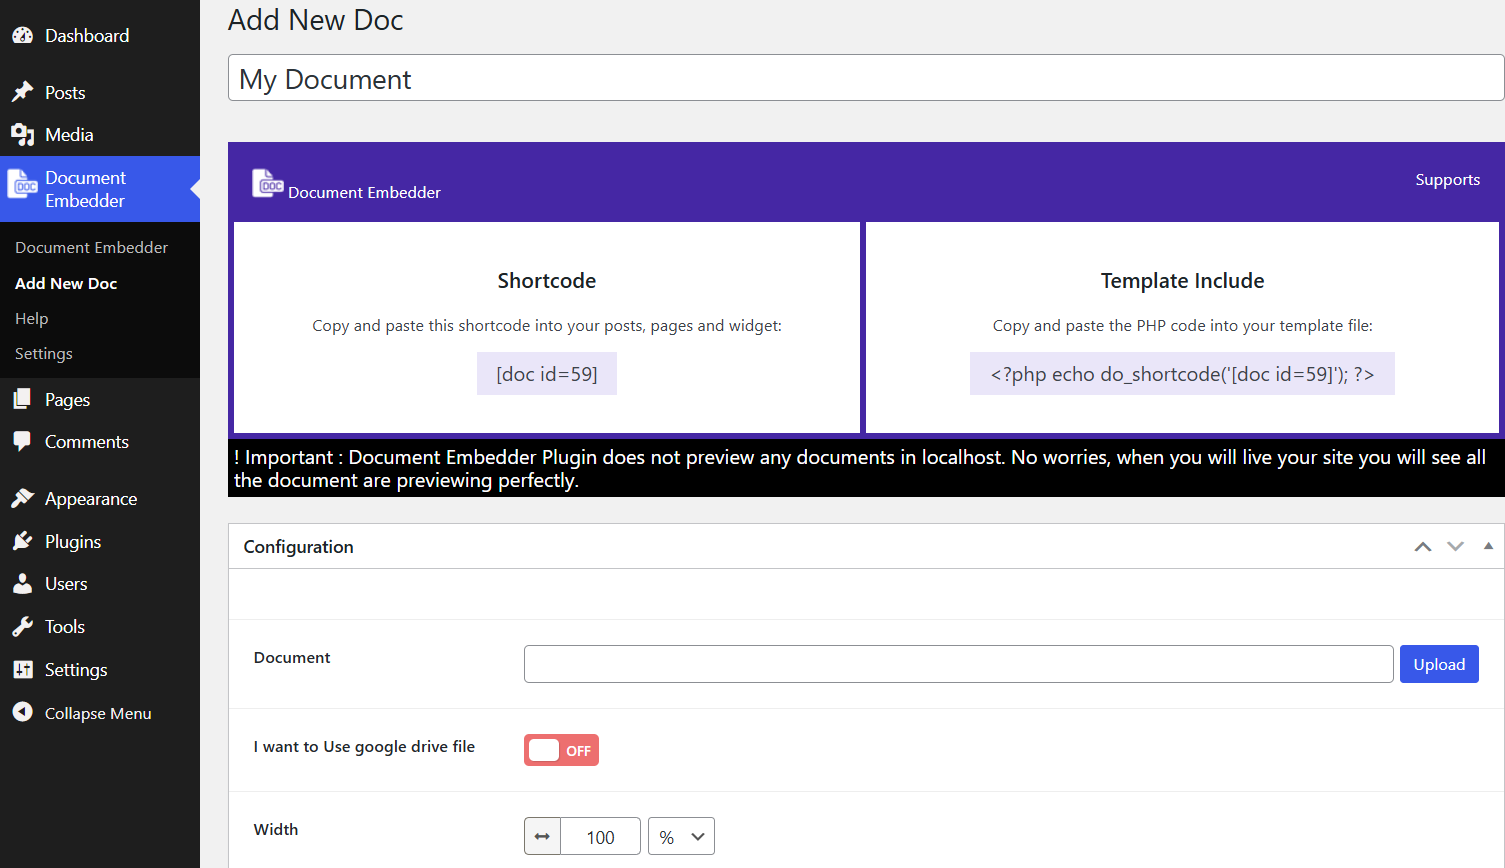 Dashboard
Posts
Media
Document
Embedder
Document Embedder
Add New Doc
Help
Settings
Pages
Comments
Appearance
Plugins
Users
Tools
Settings
Collapse Menu
Add New Doc
My Document
DOC Document Embedder
Supports
Shortcode
Copy and paste this shortcode into your posts, pages and widget:
[doc id=59]
Template Include
Copy and paste the PHP code into your template file:
<?php echo do_shortcode('[doc id=59]'); ?>
! Important : Document Embedder Plugin does not preview any documents in localhost. No worries, when you will live your site you will see all
the document are previewing perfectly.
Configuration
Document
Upload
I want to Use google drive file
OFF
Width
100
%